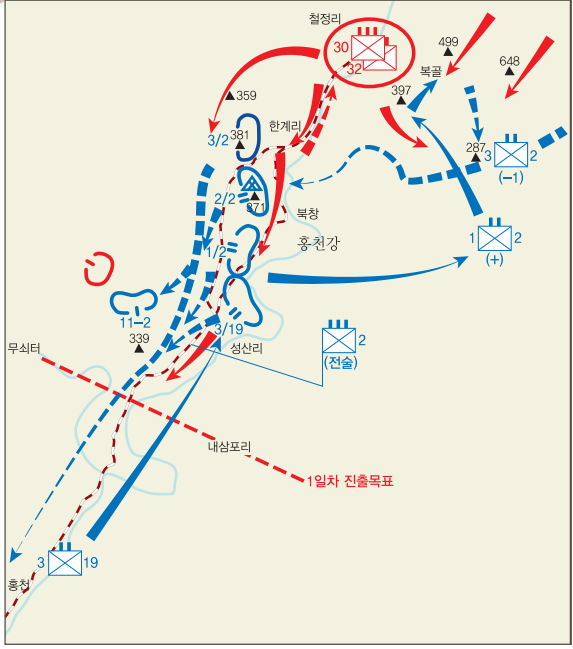 철정리
30
32
499
648
복골
397
359
한계리
3/2
381
287
3
2
(−1)
2/2
371
북창
1
2
(+)
홍천강
1/2
11−2
3/19
339
성산리
2
(전술)
무쇠터
내삼포리
1일차 진출목표
3
19
홍천